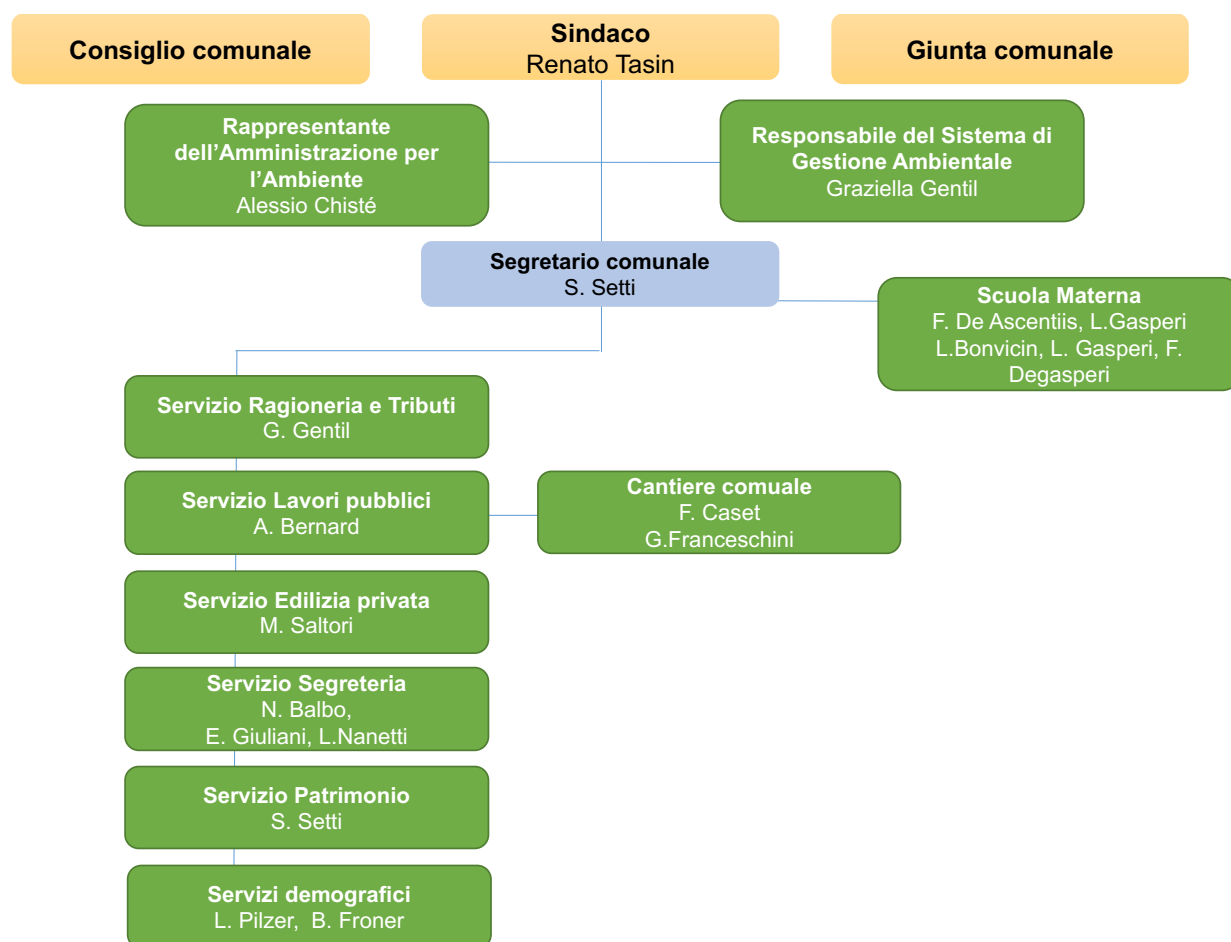 Consiglio comunale
Sindaco
Renato Tasin
Giunta comunale
Rappresentante
dell’Amministrazione per
l’Ambiente
Alessio Chisté
Responsabile del Sistema di
Gestione Ambientale
Graziella Gentil
Segretario comunale
S. Setti
Scuola Materna
F. De Ascentiis, L.Gasperi
L.Bonvicin, L. Gasperi, F.
Degasperi
Servizio Ragioneria e Tributi
G. Gentil
Servizio Lavori pubblici
A. Bernard
Cantiere comuale
F. Caset
G.Franceschini
Servizio Edilizia privata
M. Saltori
Servizio Segreteria
N. Balbo,
E. Giuliani, L.Nanetti
Servizio Patrimonio
S. Setti
Servizi demografici
L. Pilzer, B. Froner